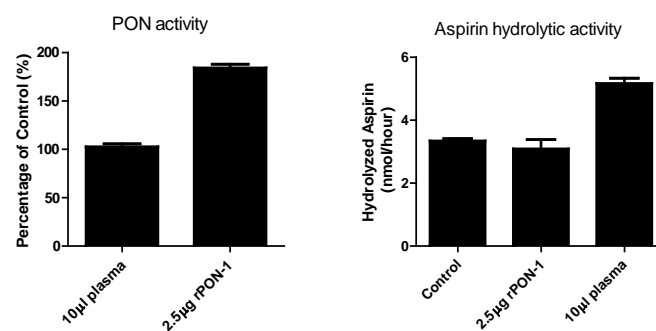 PON activity
Percentage of Control (%)
200
150
100
50
0
10µl plasma
2.5µg rPON-1
Aspirin hydrolytic activity
Hydrolyzed Aspirin
(nmol/hour)
6
4
2
0
Control
2.5µg rPON-1
10µl plasma